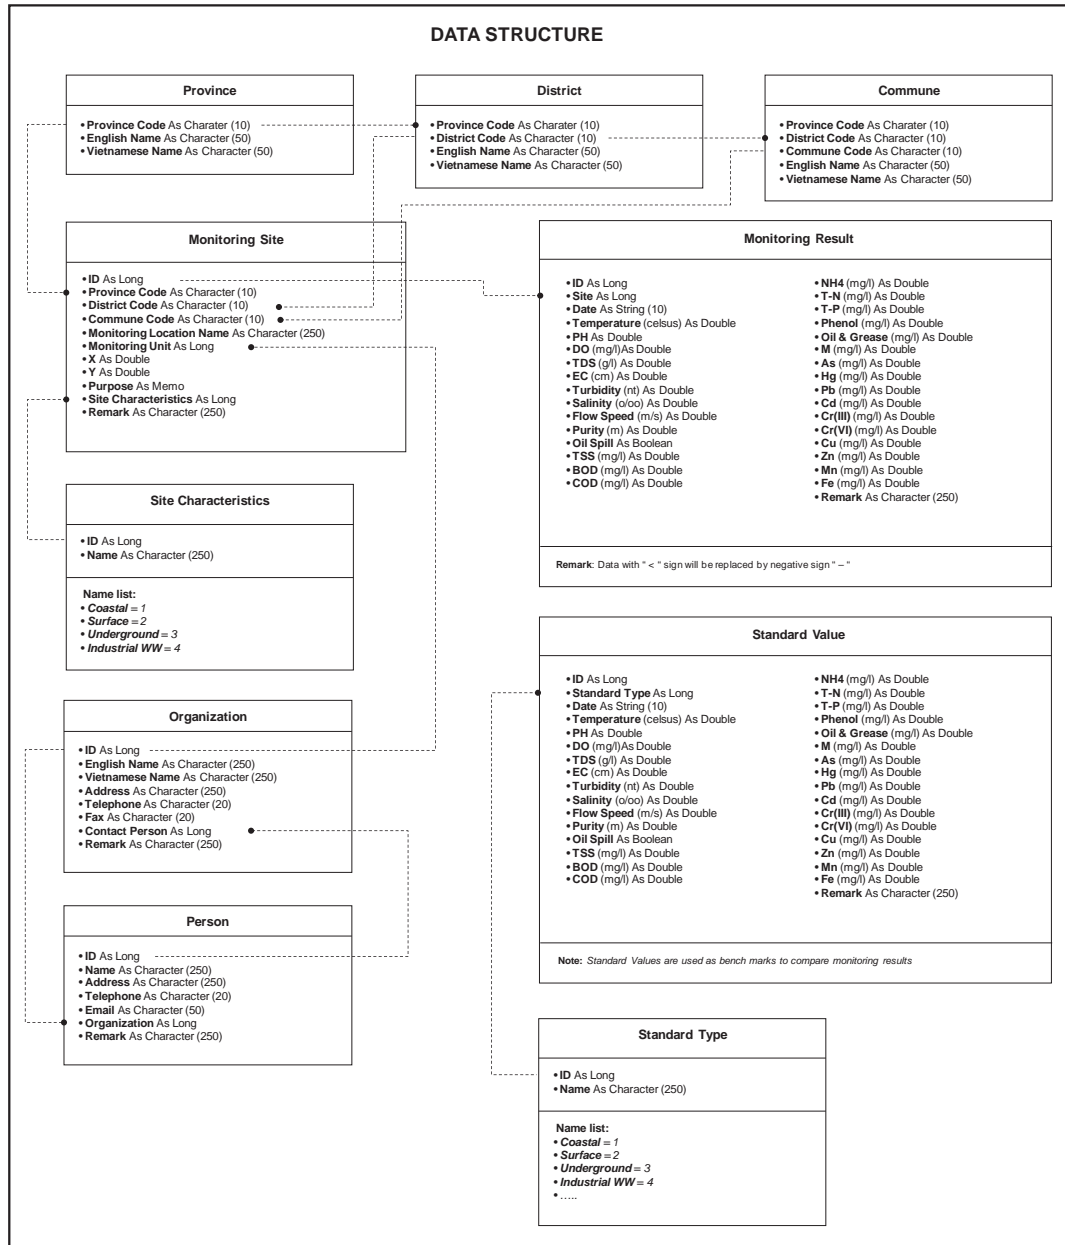 DATA STRUCTURE
Province
• Province Code As Charater (10)
• English Name As Character (50)
• Vietnamese Name As Character (50)
District
• Province Code As Charater (10)
• District Code As Character (10)
• English Name As Character (50)
• Vietnamese Name As Character (50)
Commune
• Province Code As Charater (10)
• District Code As Character (10)
• Commune Code As Character (10)
• English Name As Character (50)
• Vietnamese Name As Character (50)
Monitoring Site
• ID As Long
• Province Code As Character (10)
• District Code As Character (10)
• Commune Code As Character (10)
• Monitoring Location Name As Character (250)
• Monitoring Unit As Long
• X As Double
• Y As Double
• Purpose As Memo
• Site Characteristics As Long
• Remark As Character (250)
Monitoring Result
• ID As Long
• Site As Long
• Date As String (10)
• Temperature (celsus) As Double
• PH As Double
• DO (mg/l)As Double
• TDS (g/l) As Double
• EC (cm) As Double
• Turbidity (nt) As Double
• Salinity (o/oo) As Double
• Flow Speed (m/s) As Double
• Purity (m) As Double
• Oil Spill As Boolean
• TSS (mg/l) As Double
• BOD (mg/l) As Double
• COD (mg/l) As Double
• NH4 (mg/l) As Double
• T-N (mg/l) As Double
• T-P (mg/l) As Double
• Phenol (mg/l) As Double
• Oil & Grease (mg/l) As Double
• M (mg/l) As Double
• As (mg/l) As Double
• Hg (mg/l) As Double
• Pb (mg/l) As Double
• Cd (mg/l) As Double
• Cr(III) (mg/l) As Double
• Cr(VI) (mg/l) As Double
• Cu (mg/l) As Double
• Zn (mg/l) As Double
• Mn (mg/l) As Double
• Fe (mg/l) As Double
• Remark As Character (250)
Remark: Data with “ < “ sign will be replaced by negative sign “ – “
Site Characteristics
• ID As Long
• Name As Character (250)
Name list:
• Coastal = 1
• Surface = 2
• Underground = 3
• Industrial WW = 4
Standard Value
• ID As Long
• Standard Type As Long
• Date As String (10)
• Temperature (celsus) As Double
• PH As Double
• DO (mg/l)As Double
• TDS (g/l) As Double
• EC (cm) As Double
• Turbidity (nt) As Double
• Salinity (o/oo) As Double
• Flow Speed (m/s) As Double
• Purity (m) As Double
• Oil Spill As Boolean
• TSS (mg/l) As Double
• BOD (mg/l) As Double
• COD (mg/l) As Double
• NH4 (mg/l) As Double
• T-N (mg/l) As Double
• T-P (mg/l) As Double
• Phenol (mg/l) As Double
• Oil & Grease (mg/l) As Double
• M (mg/l) As Double
• As (mg/l) As Double
• Hg (mg/l) As Double
• Pb (mg/l) As Double
• Cd (mg/l) As Double
• Cr(III) (mg/l) As Double
• Cr(VI) (mg/l) As Double
• Cu (mg/l) As Double
• Zn (mg/l) As Double
• Mn (mg/l) As Double
• Fe (mg/l) As Double
• Remark As Character (250)
Note: Standard Values are used as bench marks to compare monitoring results
Organization
• ID As Long
• English Name As Character (250)
• Vietnamese Name As Character (250)
• Address As Character (250)
• Telephone As Character (20)
• Fax As Character (20)
• Contact Person As Long
• Remark As Character (250)
Person
• ID As Long
• Name As Character (250)
• Address As Character (250)
• Telephone As Character (20)
• Email As Character (50)
• Organization As Long
• Remark As Character (250)
Standard Type
• ID As Long
• Name As Character (250)
Name list:
• Coastal = 1
• Surface = 2
• Underground = 3
• Industrial WW = 4
• …..